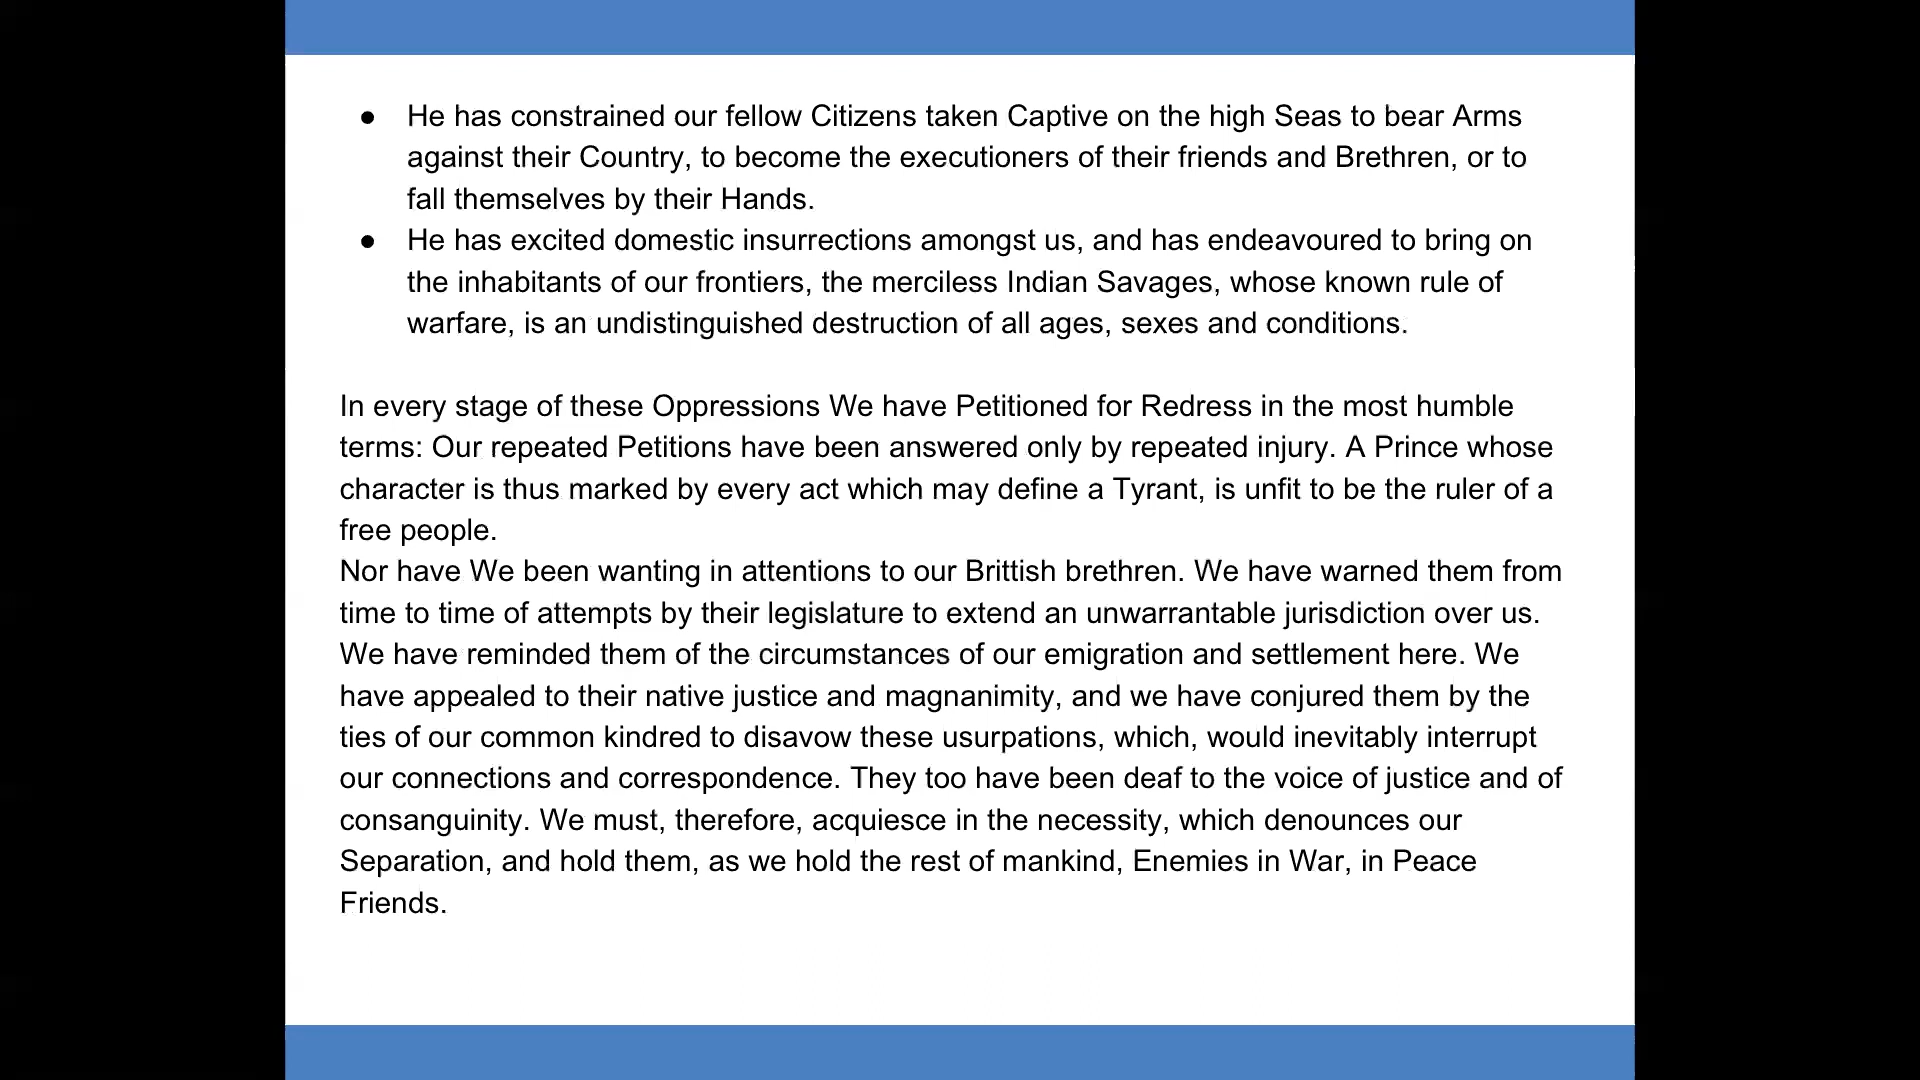 ● He has constrained our fellow Citizens taken Captive on the high Seas to bear Arms
against their Country, to become the executioners of their friends and Brethren, or to
fall themselves by their Hands.
● He has excited domestic insurrections amongst us, and has endeavoured to bring on
the inhabitants of our frontiers, the merciless Indian Savages, whose known rule of
warfare, is an undistinguished destruction of all ages, sexes and conditions.
In every stage of these Oppressions We have Petitioned for Redress in the most humble
terms: Our repeated Petitions have been answered only by repeated injury. A Prince whose
character is thus marked by every act which may define a Tyrant, is unfit to be the ruler of a
free people.
Nor have We been wanting in attentions to our Brittish brethren. We have warned them from
time to time of attempts by their legislature to extend an unwarrantable jurisdiction over us.
We have reminded them of the circumstances of our emigration and settlement here. We
have appealed to their native justice and magnanimity, and we have conjured them by the
ties of our common kindred to disavow these usurpations, which, would inevitably interrupt
our connections and correspondence. They too have been deaf to the voice of justice and of
consanguinity. We must, therefore, acquiesce in the necessity, which denounces our
Separation, and hold them, as we hold the rest of mankind, Enemies in War, in Peace
Friends.